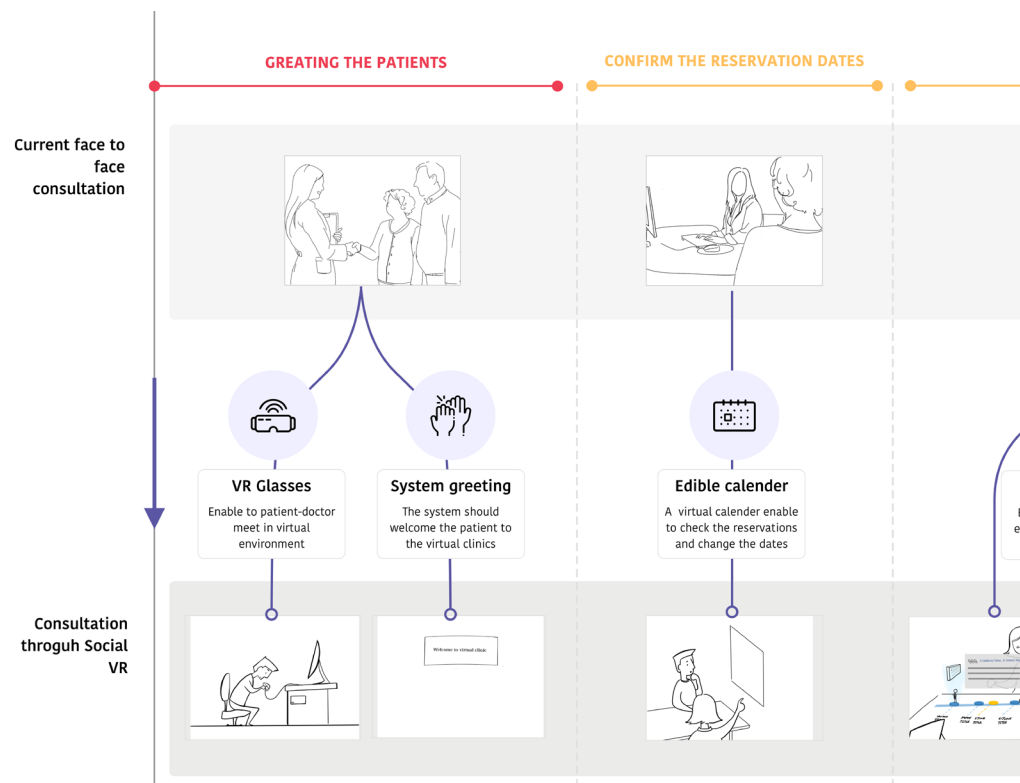 GREATING THE PATIENTS
CONFIRM THE RESERVATION DATES
Current face to
face
consultation
VR Glasses
Enable to patient-doctor
meet in virtual
environment
System greeting
The system should
welcome the patient to
the virtual clinics
Edible calender
A virtual calender enable
to check the reservations
and change the dates
Consultation
throguh Social
VR
Welcome to virtual clinic